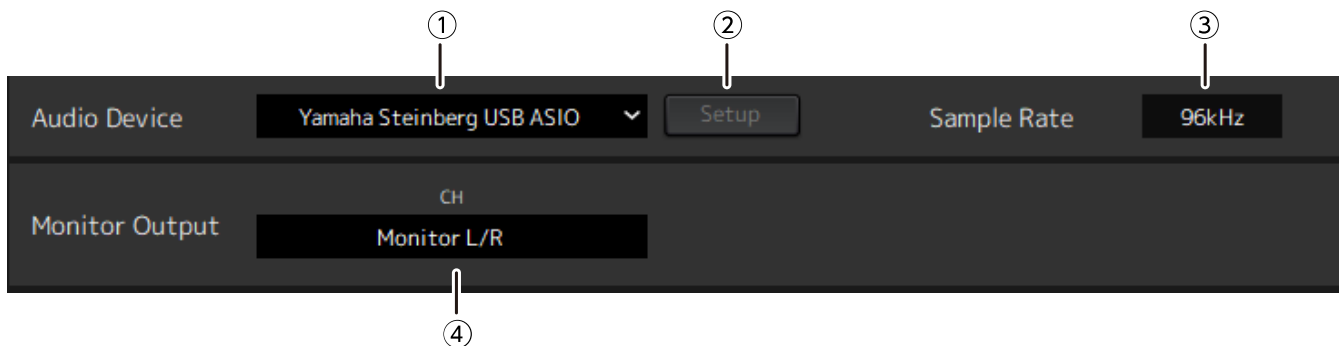 ① ② ③
Audio Device Yamaha Steinberg USB ASIO Setup Sample Rate 96kHz
CH
Monitor Output Monitor L/R
④